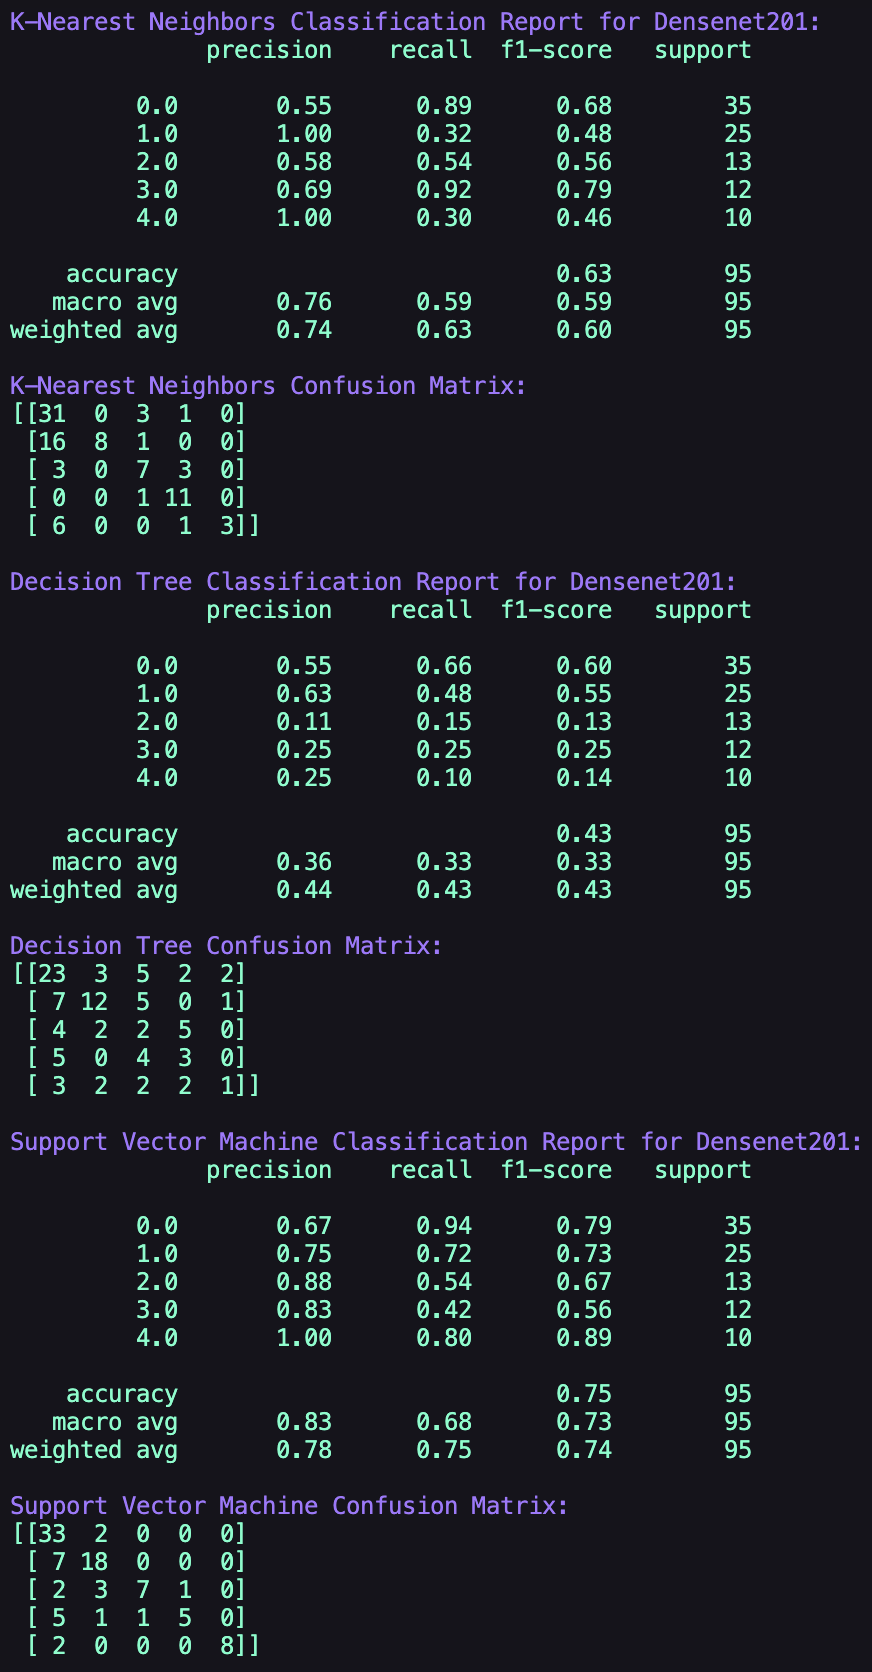 K-Nearest Neighbors Classification Report for Densenet201:
              precision    recall  f1-score   support

         0.0       0.55      0.89      0.68        35
         1.0       1.00      0.32      0.48        25
         2.0       0.58      0.54      0.56        13
         3.0       0.69      0.92      0.79        12
         4.0       1.00      0.30      0.46        10

    accuracy                           0.63        95
   macro avg       0.76      0.59      0.59        95
weighted avg       0.74      0.63      0.60        95

K-Nearest Neighbors Confusion Matrix:
[[31  0  3  1  0]
 [16  8  1  0  0]
 [ 3  0  7  3  0]
 [ 0  0  1 11  0]
 [ 6  0  0  1  3]]

Decision Tree Classification Report for Densenet201:
              precision    recall  f1-score   support

         0.0       0.55      0.66      0.60        35
         1.0       0.63      0.48      0.55        25
         2.0       0.11      0.15      0.13        13
         3.0       0.25      0.25      0.25        12
         4.0       0.25      0.10      0.14        10

    accuracy                           0.43        95
   macro avg       0.36      0.33      0.33        95
weighted avg       0.44      0.43      0.43        95

Decision Tree Confusion Matrix:
[[23  3  5  2  2]
 [ 7 12  5  0  1]
 [ 4  2  2  5  0]
 [ 5  0  4  3  0]
 [ 3  2  2  2  1]]

Support Vector Machine Classification Report for Densenet201:
              precision    recall  f1-score   support

         0.0       0.67      0.94      0.79        35
         1.0       0.75      0.72      0.73        25
         2.0       0.88      0.54      0.67        13
         3.0       0.83      0.42      0.56        12
         4.0       1.00      0.80      0.89        10

    accuracy                           0.75        95
   macro avg       0.83      0.68      0.73        95
weighted avg       0.78      0.75      0.74        95

Support Vector Machine Confusion Matrix:
[[33  2  0  0  0]
 [ 7 18  0  0  0]
 [ 2  3  7  1  0]
 [ 5  1  1  5  0]
 [ 2  0  0  0  8]]